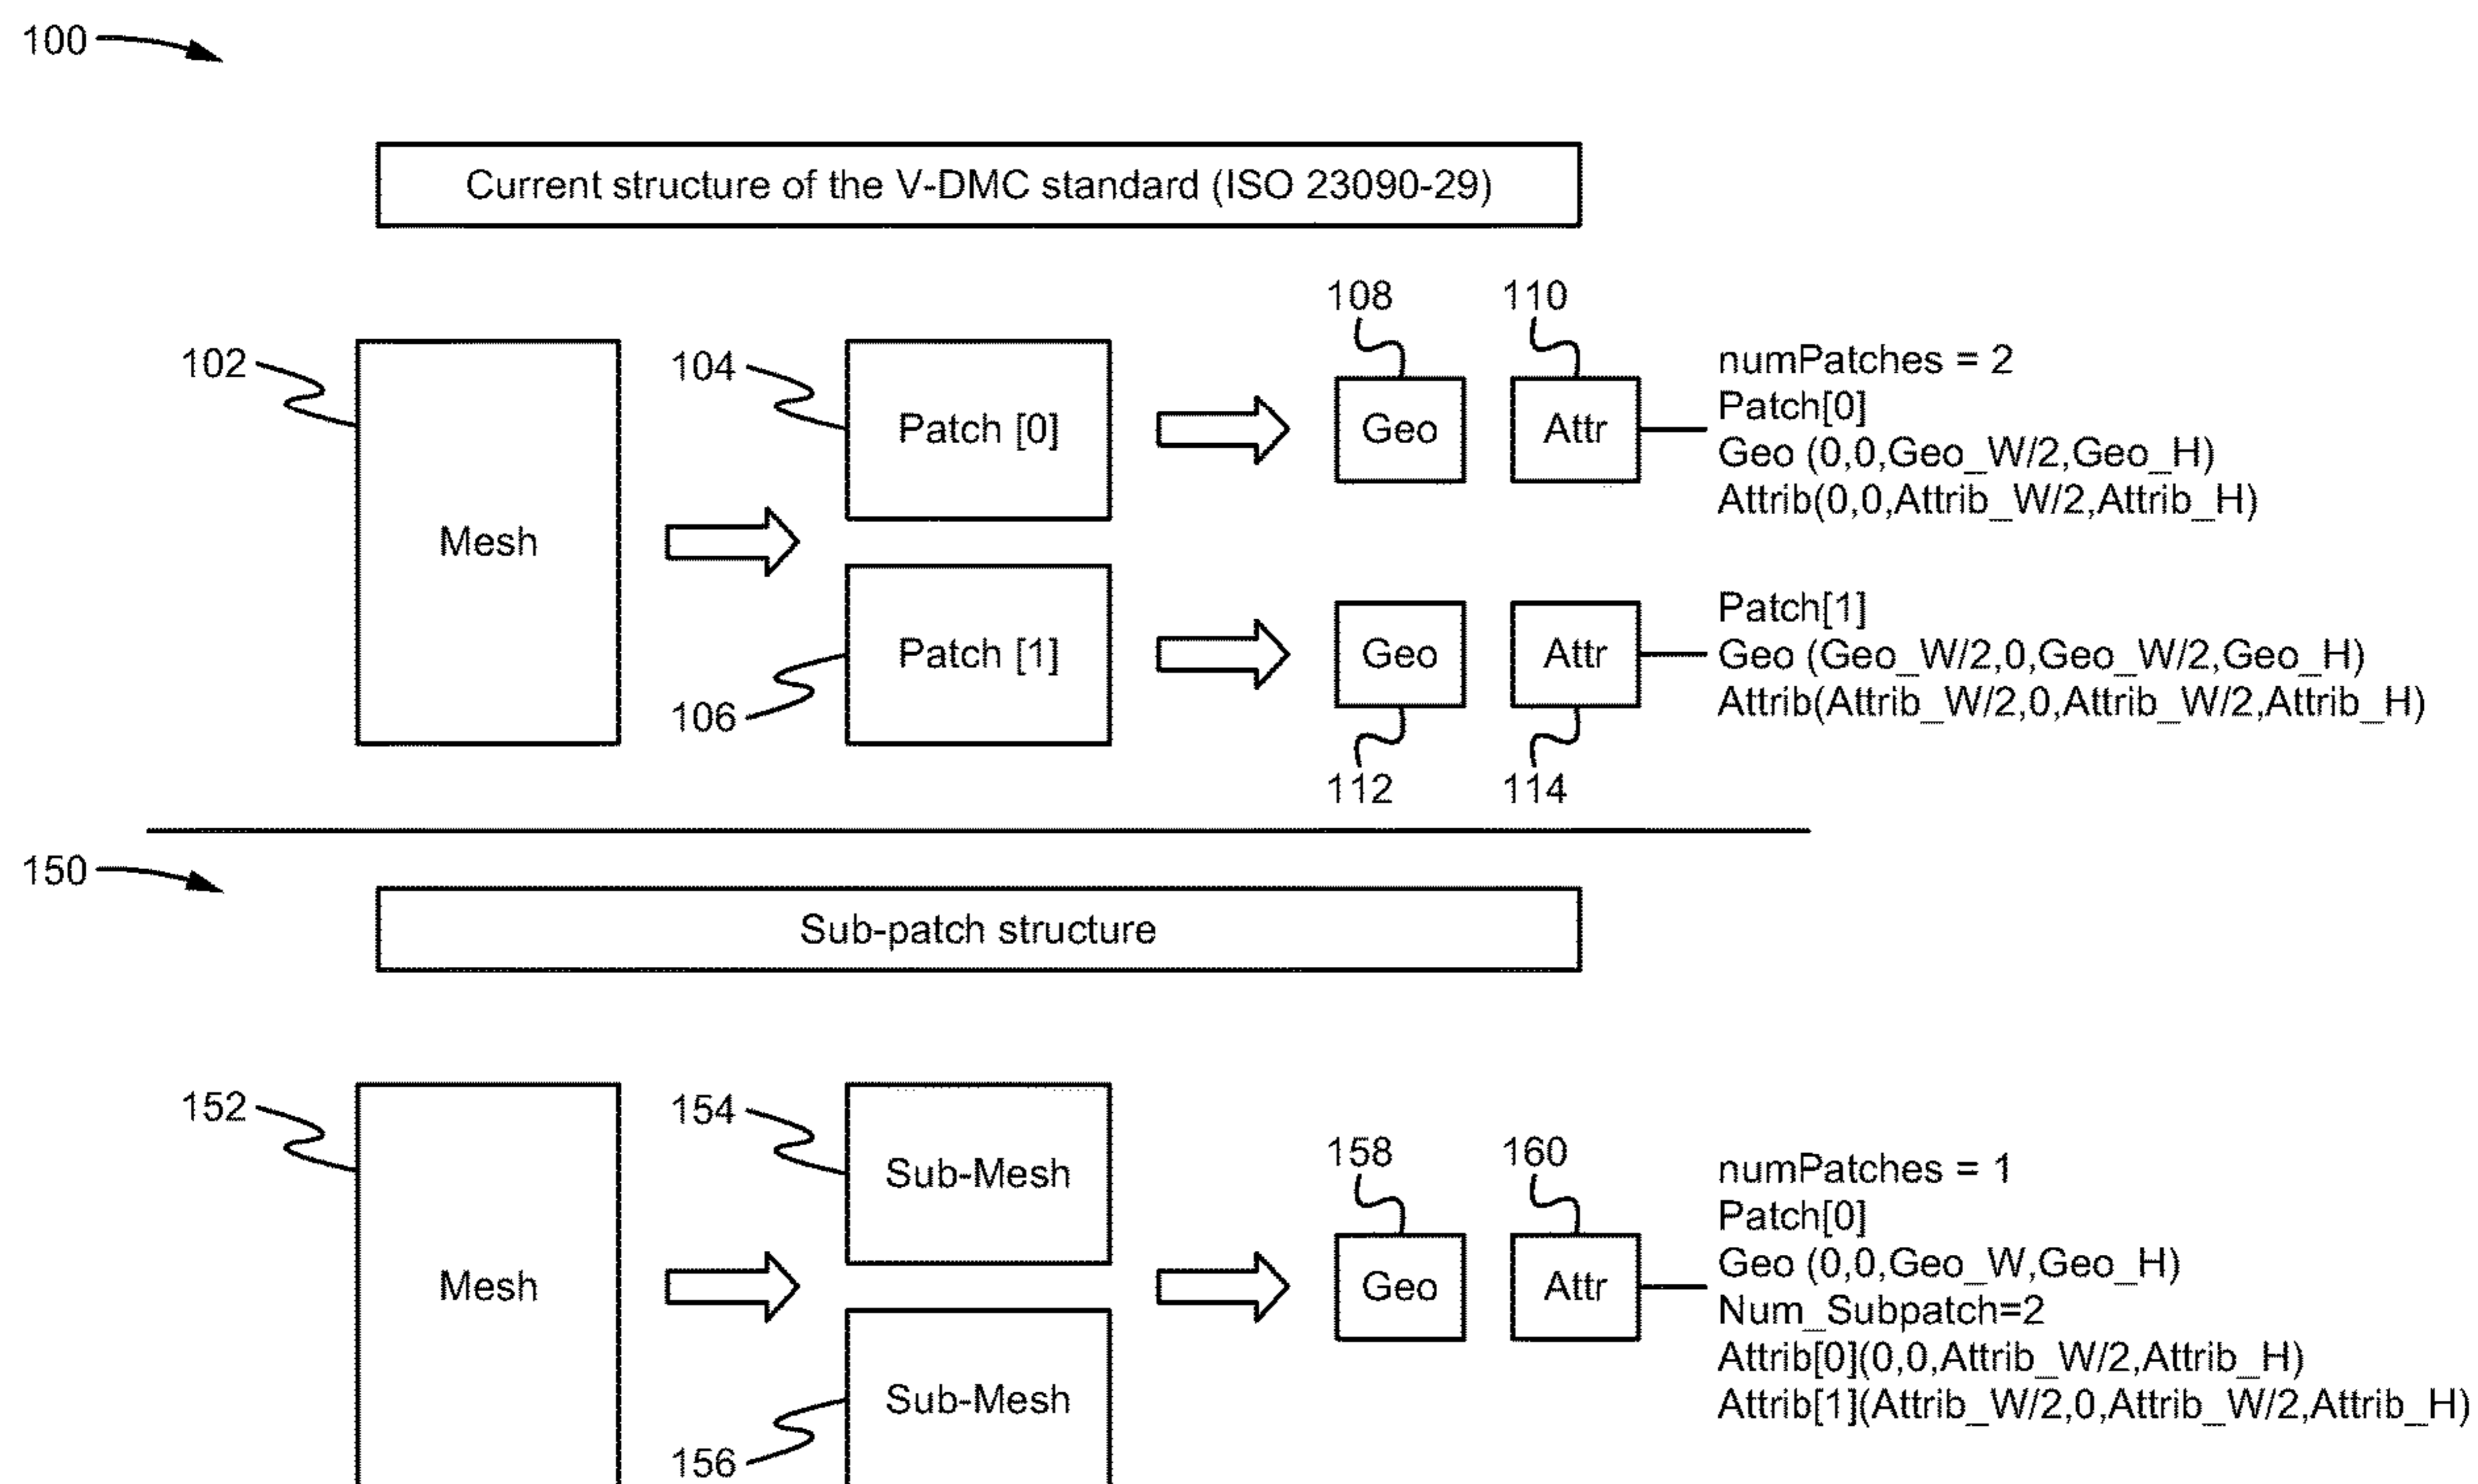 100
Current structure of the V-DMC standard (ISO 23090-29)
108
110
102
104
Mesh
Patch [0]
Geo
Attr
numPatches = 2
Patch[0]
Geo (0,0,Geo_W/2,Geo_H)
Attrib(0,0,Attrib_W/2,Attrib_H)
Patch [1]
106
Geo
Attr
112
114
Patch[1]
Geo (Geo_W/2,0,Geo_W/2,Geo_H)
Attrib(Attrib_W/2,0,Attrib_W/2,Attrib_H)
150
Sub-patch structure
152
154
Mesh
Sub-Mesh
Sub-Mesh
156
158
160
Geo
Attr
numPatches = 1
Patch[0]
Geo (0,0,Geo_W,Geo_H)
Num_Subpatch=2
Attrib[0](0,0,Attrib_W/2,Attrib_H)
Attrib[1](Attrib_W/2,0,Attrib_W/2,Attrib_H)